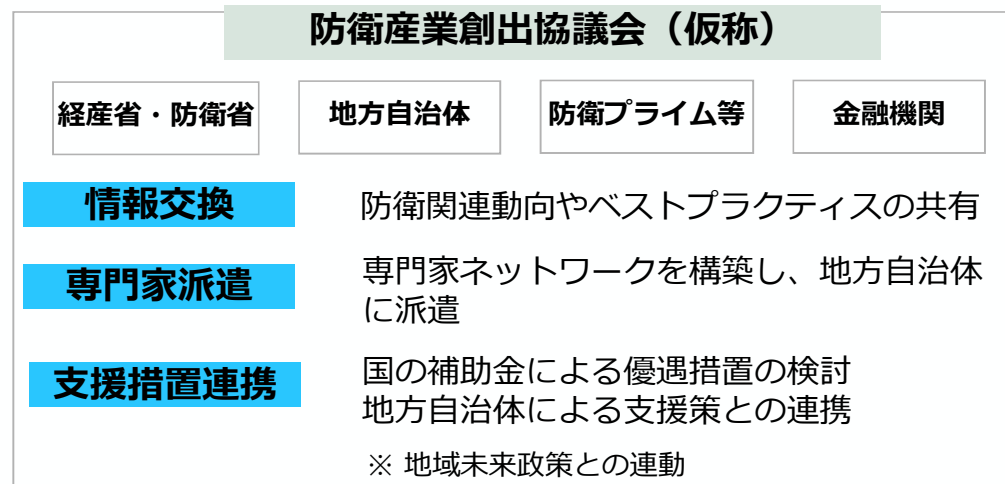 防衛産業創出協議会（仮称）
経産省・防衛省
地方自治体
防衛プライム等
金融機関
情報交換
防衛関連動向やベストプラクティスの共有
専門家派遣
専門家ネットワークを構築し、地方自治体
に派遣
支援措置連携
国の補助金による優遇措置の検討
地方自治体による支援策との連携
※ 地域未来政策との連動